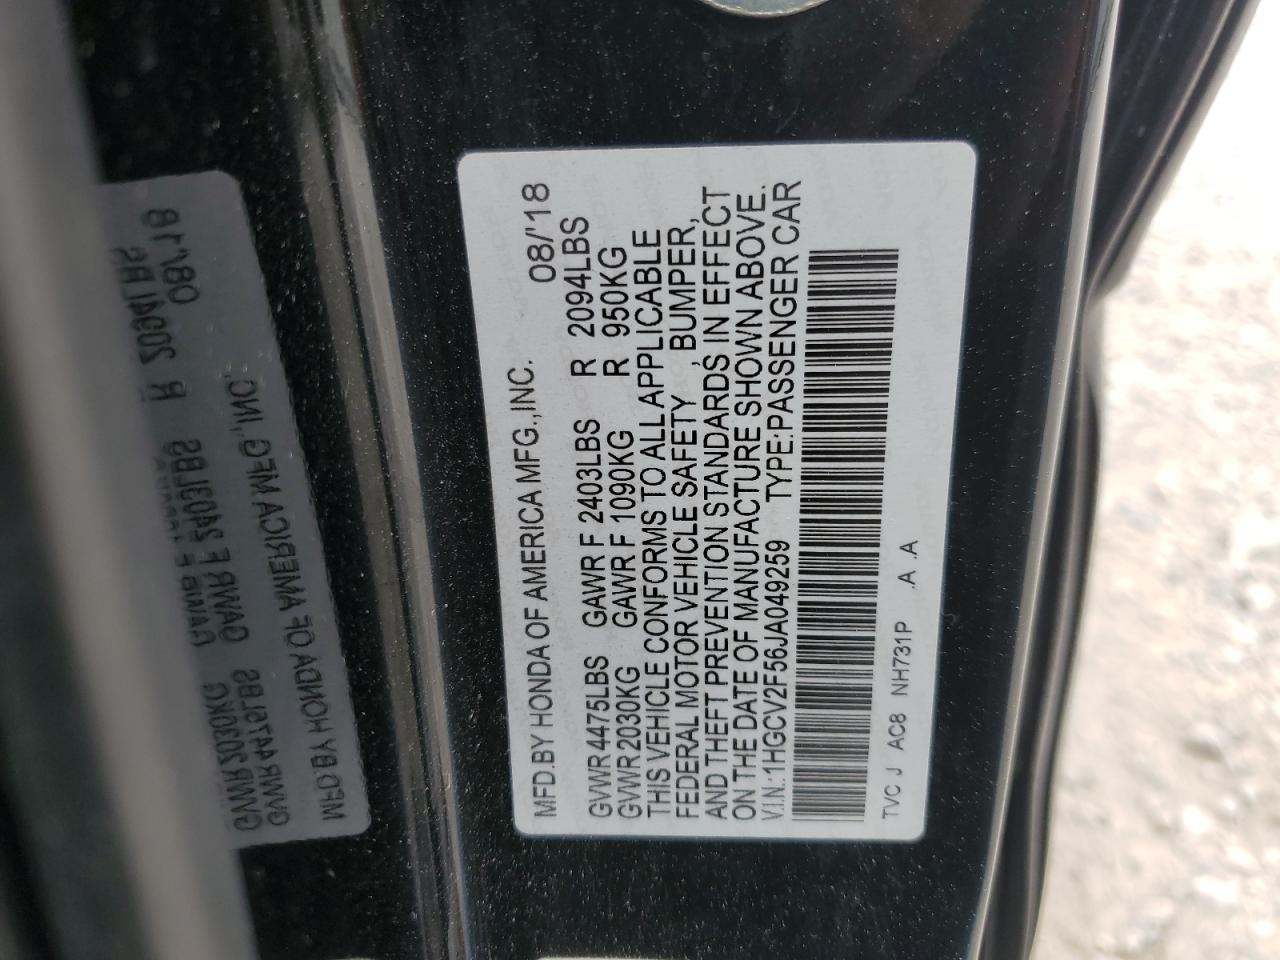 MFD.BY HONDA OF AMERICA MFG.,INC. 08/'18
GVWR 4475LBS GAWR F 2403LBS R 2094LBS
GVWR 2030KG GAWR F 1090KG R 950KG
THIS VEHICLE CONFORMS TO ALL APPLICABLE
FEDERAL MOTOR VEHICLE SAFETY, BUMPER,
AND THEFT PREVENTION STANDARDS IN EFFECT
ON THE DATE OF MANUFACTURE SHOWN ABOVE.
V.I.N.:1HGCV2F56JA049259 TYPE:PASSENGER CAR
TVC J AC8 NH731P .A .A